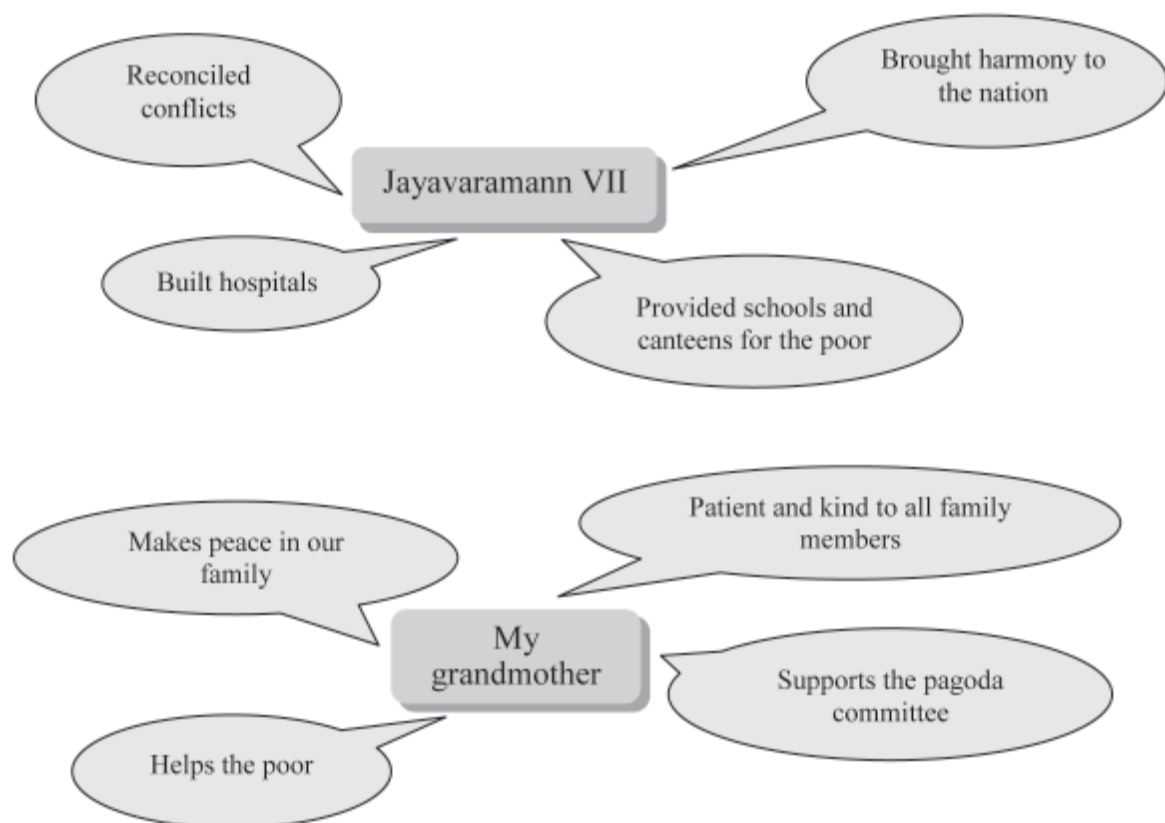 Reconciled
conflicts
Brought harmony to
the nation
Jayavaramann VII
Built hospitals
Provided schools and
canteens for the poor
Makes peace in our
family
Patient and kind to all family
members
My
grandmother
Supports the pagoda
committee
Helps the poor